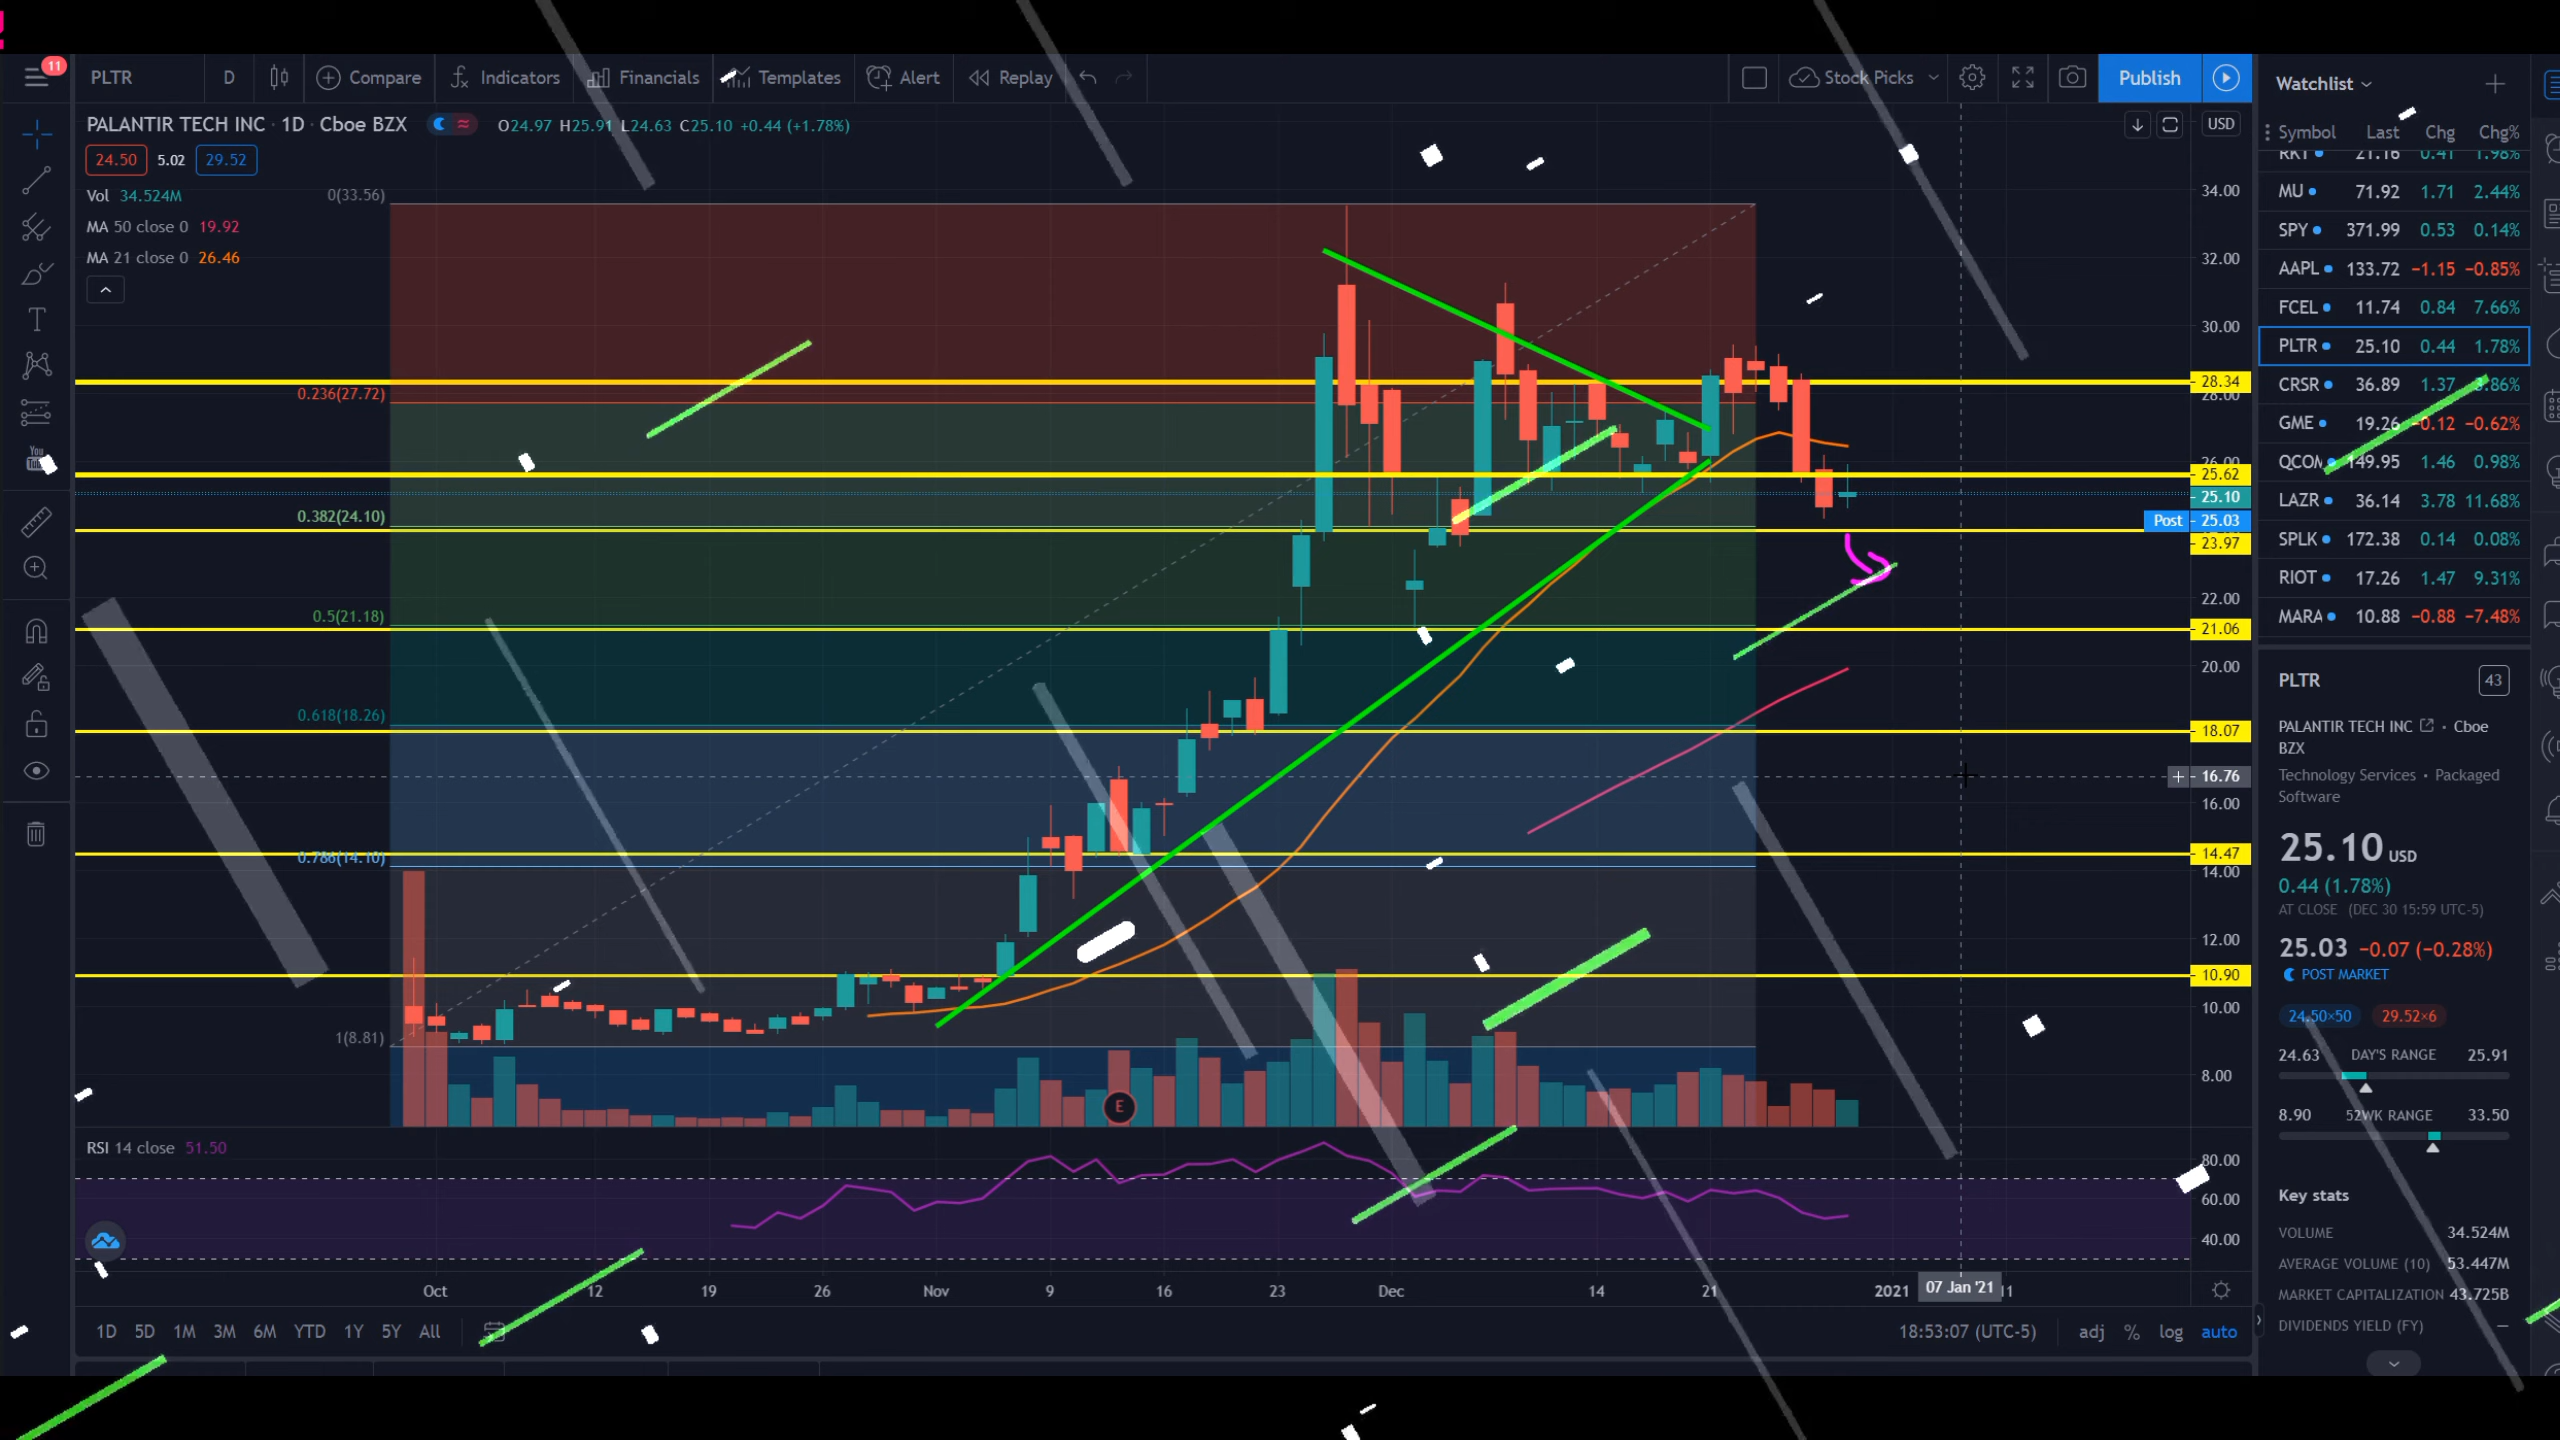 11
PLTR D Compare Indicators Financials Templates Alert Replay Stock Picks Publish
PALANTIR TECH INC · 1D · Cboe BZX O24.97 H25.91 L24.63 C25.10 +0.44 (+1.78%)
24.50 5.02 29.52
Vol 34.524M
MA 50 close 0 19.92
MA 21 close 0 26.46
0(33.56)
0.236(27.72)
0.382(24.10)
0.5(21.18)
0.618(18.26)
0.786(14.10)
1(8.81)
E
USD
34.00
32.00
30.00
28.34
28.00
26.00
25.62
25.10
Post 25.03
23.97
22.00
21.06
20.00
18.07
16.76
16.00
14.47
14.00
12.00
10.90
10.00
8.00
RSI 14 close 51.50
80.00
60.00
40.00
Oct 12 19 26 Nov 9 16 23 Dec 14 21 2021 07 Jan '21 11
1D 5D 1M 3M 6M YTD 1Y 5Y All
18:53:07 (UTC-5) adj % log auto
You
Watchlist
Symbol Last Chg Chg%
RKT 21.16 0.41 1.98%
MU 71.92 1.71 2.44%
SPY 371.99 0.53 0.14%
AAPL 133.72 −1.15 −0.85%
FCEL 11.74 0.84 7.66%
PLTR 25.10 0.44 1.78%
CRSR 36.89 1.37
GME 19.26 −0.12 −0.62%
QCOM 149.95 1.46 0.98%
LAZR 36.14 3.78 11.68%
SPLK 172.38 0.14 0.08%
RIOT 17.26 1.47 9.31%
MARA 10.88 −0.88 −7.48%
PLTR 43
PALANTIR TECH INC · Cboe
BZX
Technology Services · Packaged
Software
25.10 USD
0.44 (1.78%)
AT CLOSE (DEC 30 15:59 UTC-5)
25.03 −0.07 (−0.28%)
POST MARKET
24.50×50 29.52×6
24.63 DAY'S RANGE 25.91
8.90 52WK RANGE 33.50
Key stats
VOLUME 34.524M
AVERAGE VOLUME (10) 53.447M
MARKET CAPITALIZATION 43.725B
DIVIDENDS YIELD (FY) —